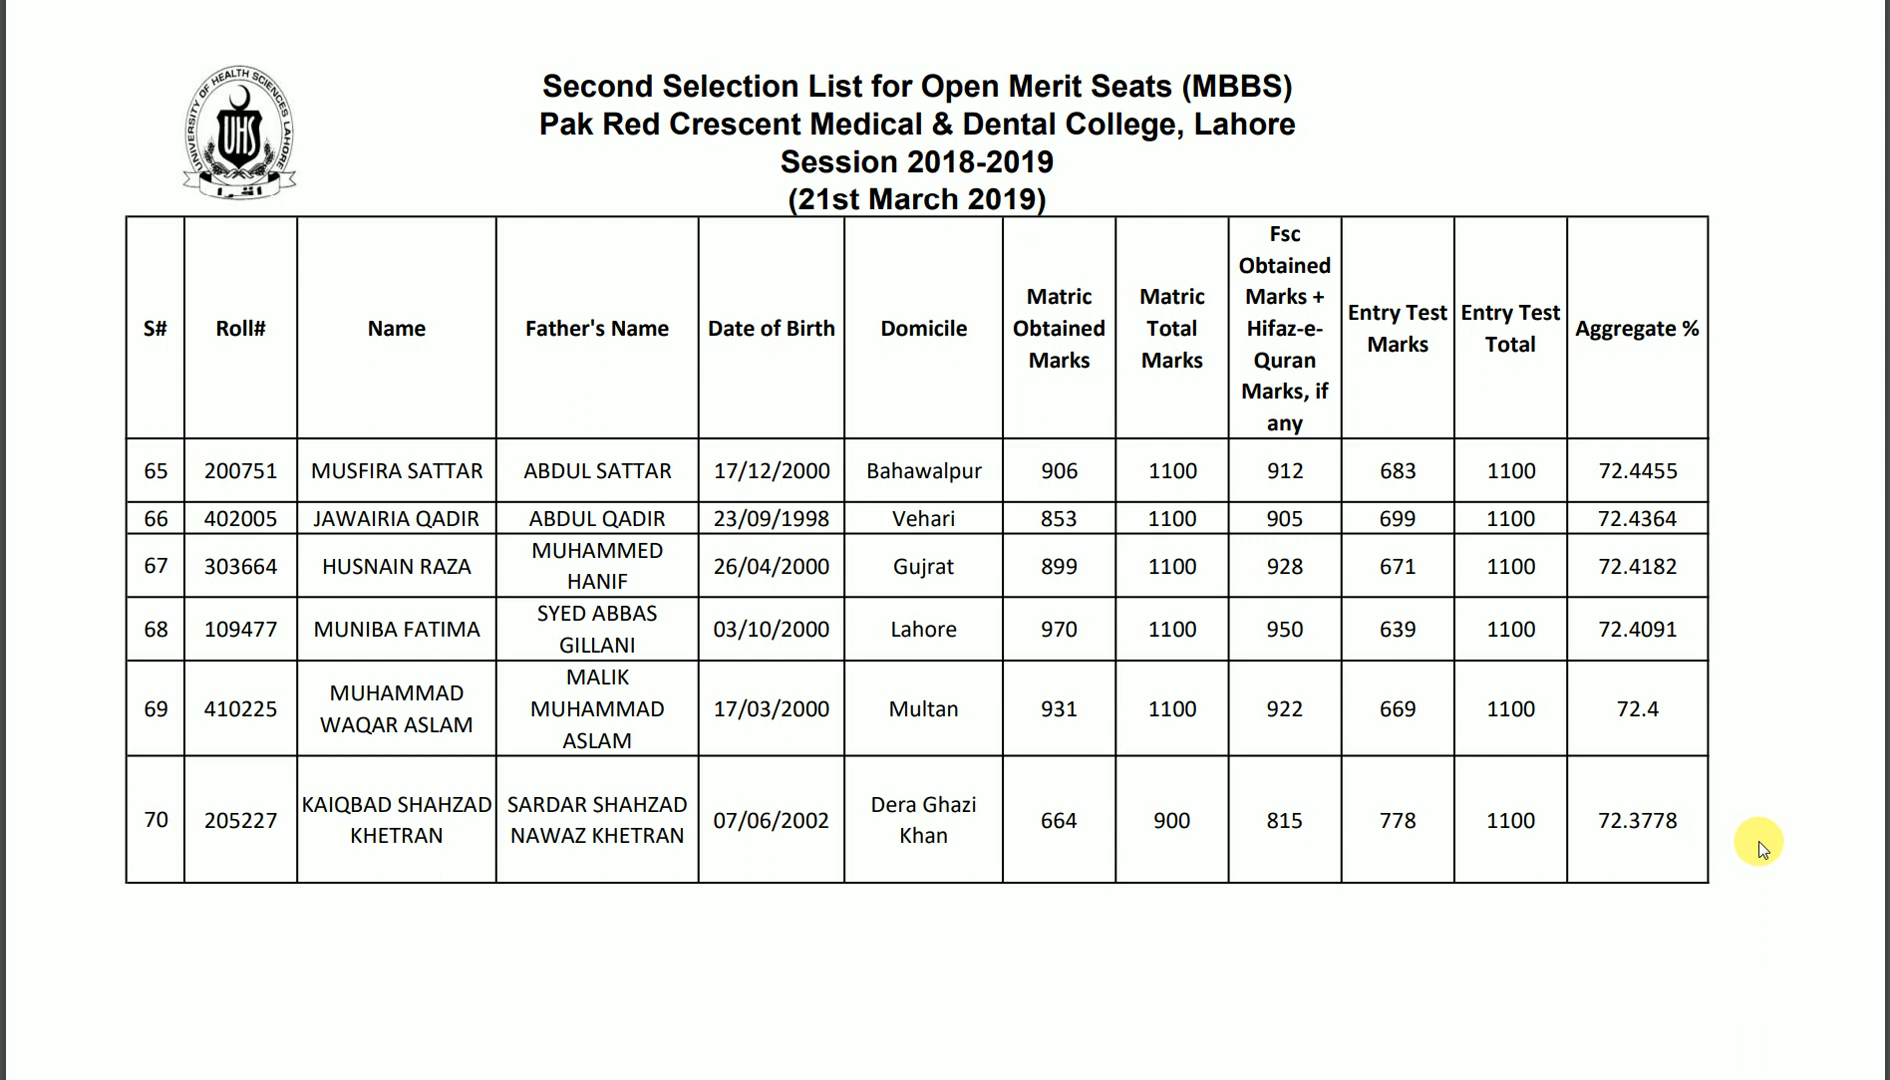 UNIVERSITY OF HEALTH SCIENCES LAHORE
UHS
اقرا
Second Selection List for Open Merit Seats (MBBS)
Pak Red Crescent Medical & Dental College, Lahore
Session 2018-2019
(21st March 2019)
S# Roll# Name Father's Name Date of Birth Domicile Matric Obtained Marks Matric Total Marks Fsc Obtained Marks + Hifaz-e-Quran Marks, if any Entry Test Marks Entry Test Total Aggregate %
65 200751 MUSFIRA SATTAR ABDUL SATTAR 17/12/2000 Bahawalpur 906 1100 912 683 1100 72.4455
66 402005 JAWAIRIA QADIR ABDUL QADIR 23/09/1998 Vehari 853 1100 905 699 1100 72.4364
67 303664 HUSNAIN RAZA MUHAMMED HANIF 26/04/2000 Gujrat 899 1100 928 671 1100 72.4182
68 109477 MUNIBA FATIMA SYED ABBAS GILLANI 03/10/2000 Lahore 970 1100 950 639 1100 72.4091
69 410225 MUHAMMAD WAQAR ASLAM MALIK MUHAMMAD ASLAM 17/03/2000 Multan 931 1100 922 669 1100 72.4
70 205227 KAIQBAD SHAHZAD KHETRAN SARDAR SHAHZAD NAWAZ KHETRAN 07/06/2002 Dera Ghazi Khan 664 900 815 778 1100 72.3778